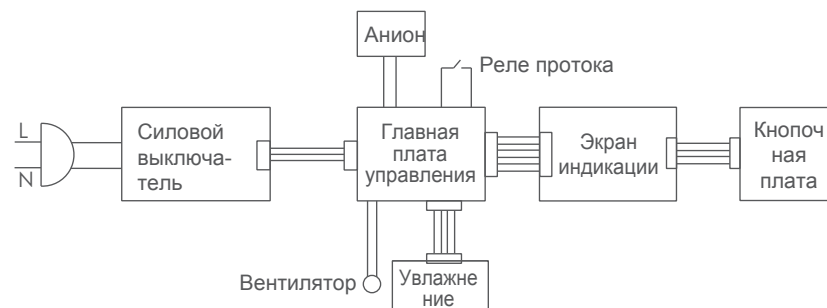 Анион
Реле протока
L
N
Силовой
выключа-
тель
Главная
плата
управления
Экран
индикации
Кнопоч
ная
плата
Вентилятор
Увлажне
ние